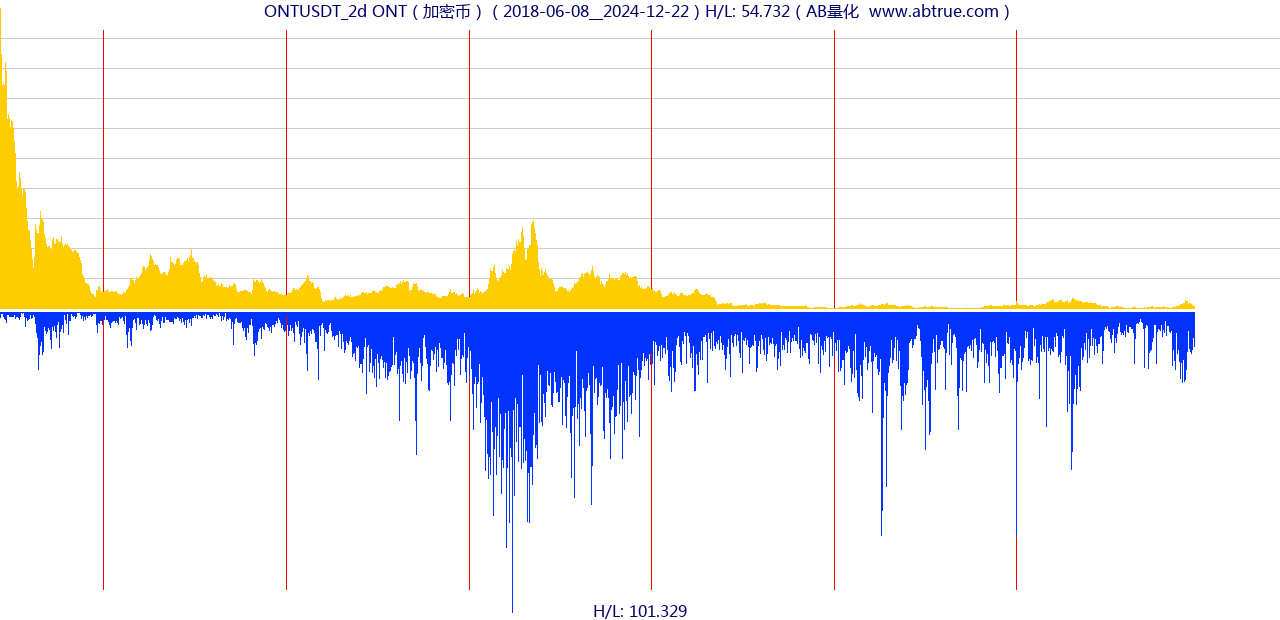 ONTUSDT_2d ONT（加密币）（2018-06-08__2024-12-22）H/L: 54.732（AB量化  www.abtrue.com）
H/L: 101.329